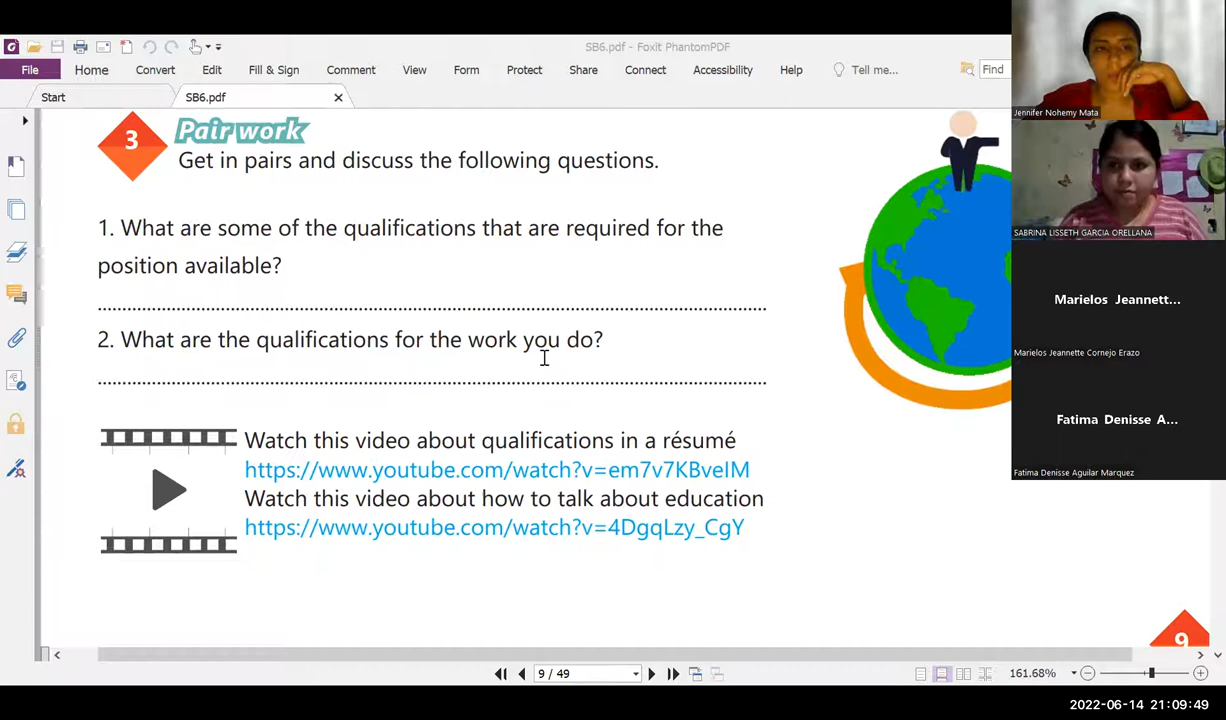 SB6.pdf - Foxit PhantomPDF
File Home Convert Edit Fill & Sign Comment View Form Protect Share Connect Accessibility Help Tell me... Find
Start SB6.pdf
3 Pair work
Get in pairs and discuss the following questions.
1. What are some of the qualifications that are required for the
position available?
2. What are the qualifications for the work you do?
Watch this video about qualifications in a résumé
https://www.youtube.com/watch?v=em7v7KBveIM
Watch this video about how to talk about education
https://www.youtube.com/watch?v=4DgqLzy_CgY
9
9 / 49
161.68%
Jennifer Nohemy Mata
SABRINA LISSETH GARCIA ORELLANA
Marielos Jeannett...
Marielos Jeannette Cornejo Erazo
Fatima Denisse A...
Fatima Denisse Aguilar Marquez
2022-06-14 21:09:49